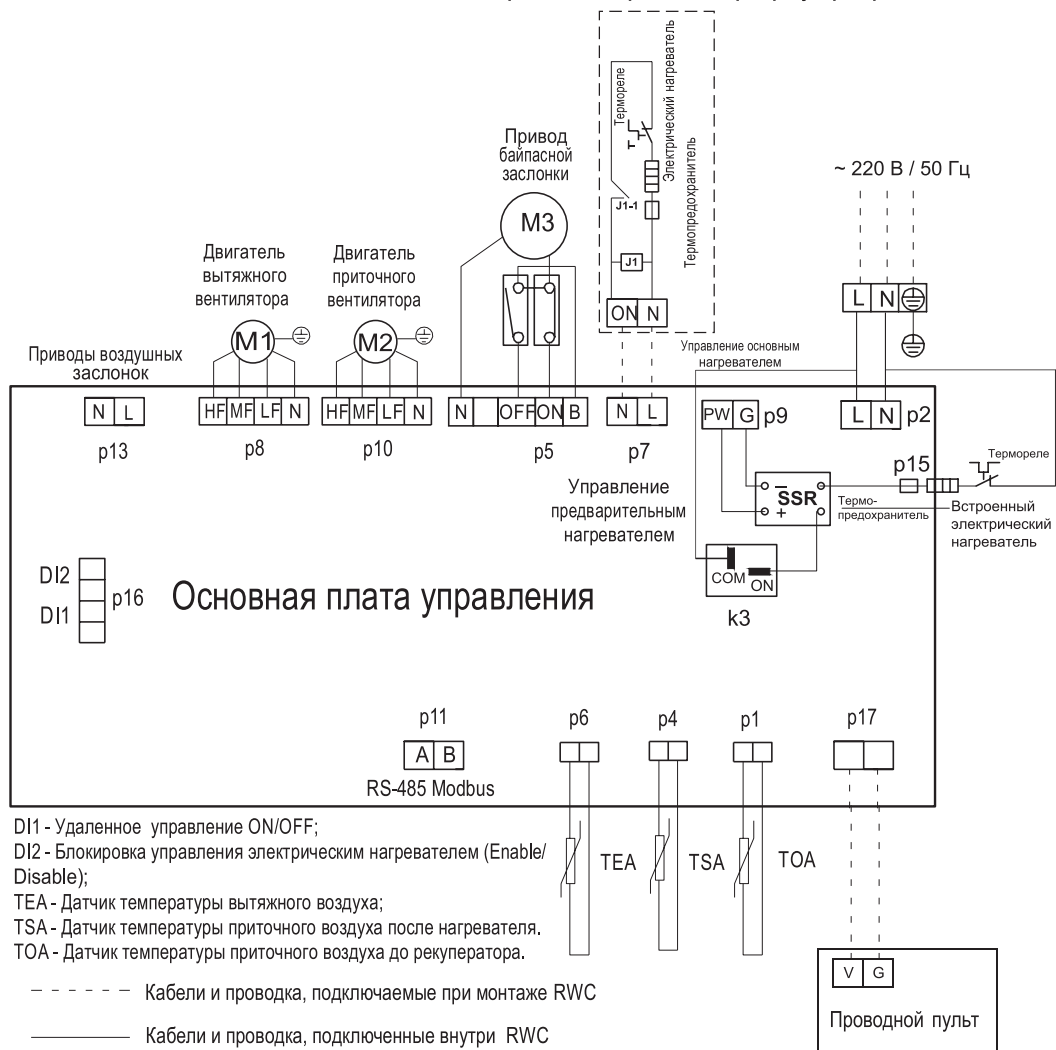 Термореле
Электрический нагреватель
Термопредохранитель
J1-1
J1
ON N
Привод
байпасной
заслонки
M3
~ 220 В / 50 Гц
L N
Двигатель
вытяжного
вентилятора
M1
Двигатель
приточного
вентилятора
M2
Управление основным
нагревателем
Приводы воздушных
заслонок
N L
p13
HF MF LF N
p8
HF MF LF N
p10
N OFF ON B
p5
N L
p7
PW G p9
L N p2
p15
Термореле
Управление
предварительным
нагревателем
SSR
− +
Термо-
предохранитель
Встроенный
электрический
нагреватель
COM ON
k3
DI2
DI1
p16
Основная плата управления
p11
A B
RS-485 Modbus
p6
p4
p1
p17
TEA
TSA
TOA
DI1 - Удаленное управление ON/OFF;
DI2 - Блокировка управления электрическим нагревателем (Enable/
Disable);
TEA - Датчик температуры вытяжного воздуха;
TSA - Датчик температуры приточного воздуха после нагревателя.
TOA - Датчик температуры приточного воздуха до рекуператора.
Кабели и проводка, подключаемые при монтаже RWC
Кабели и проводка, подключенные внутри RWC
V G
Проводной пульт